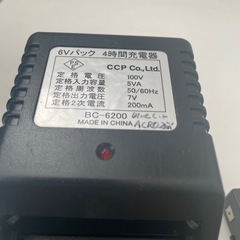 6Vパック 4時間充電器
CCP Co.,Ltd.
定格電圧 100V
定格入力容量 5VA
定格周波数 50/60Hz
定格出力電圧 7V
定格2次電流 200mA
BC-6200
MADE IN CHINA